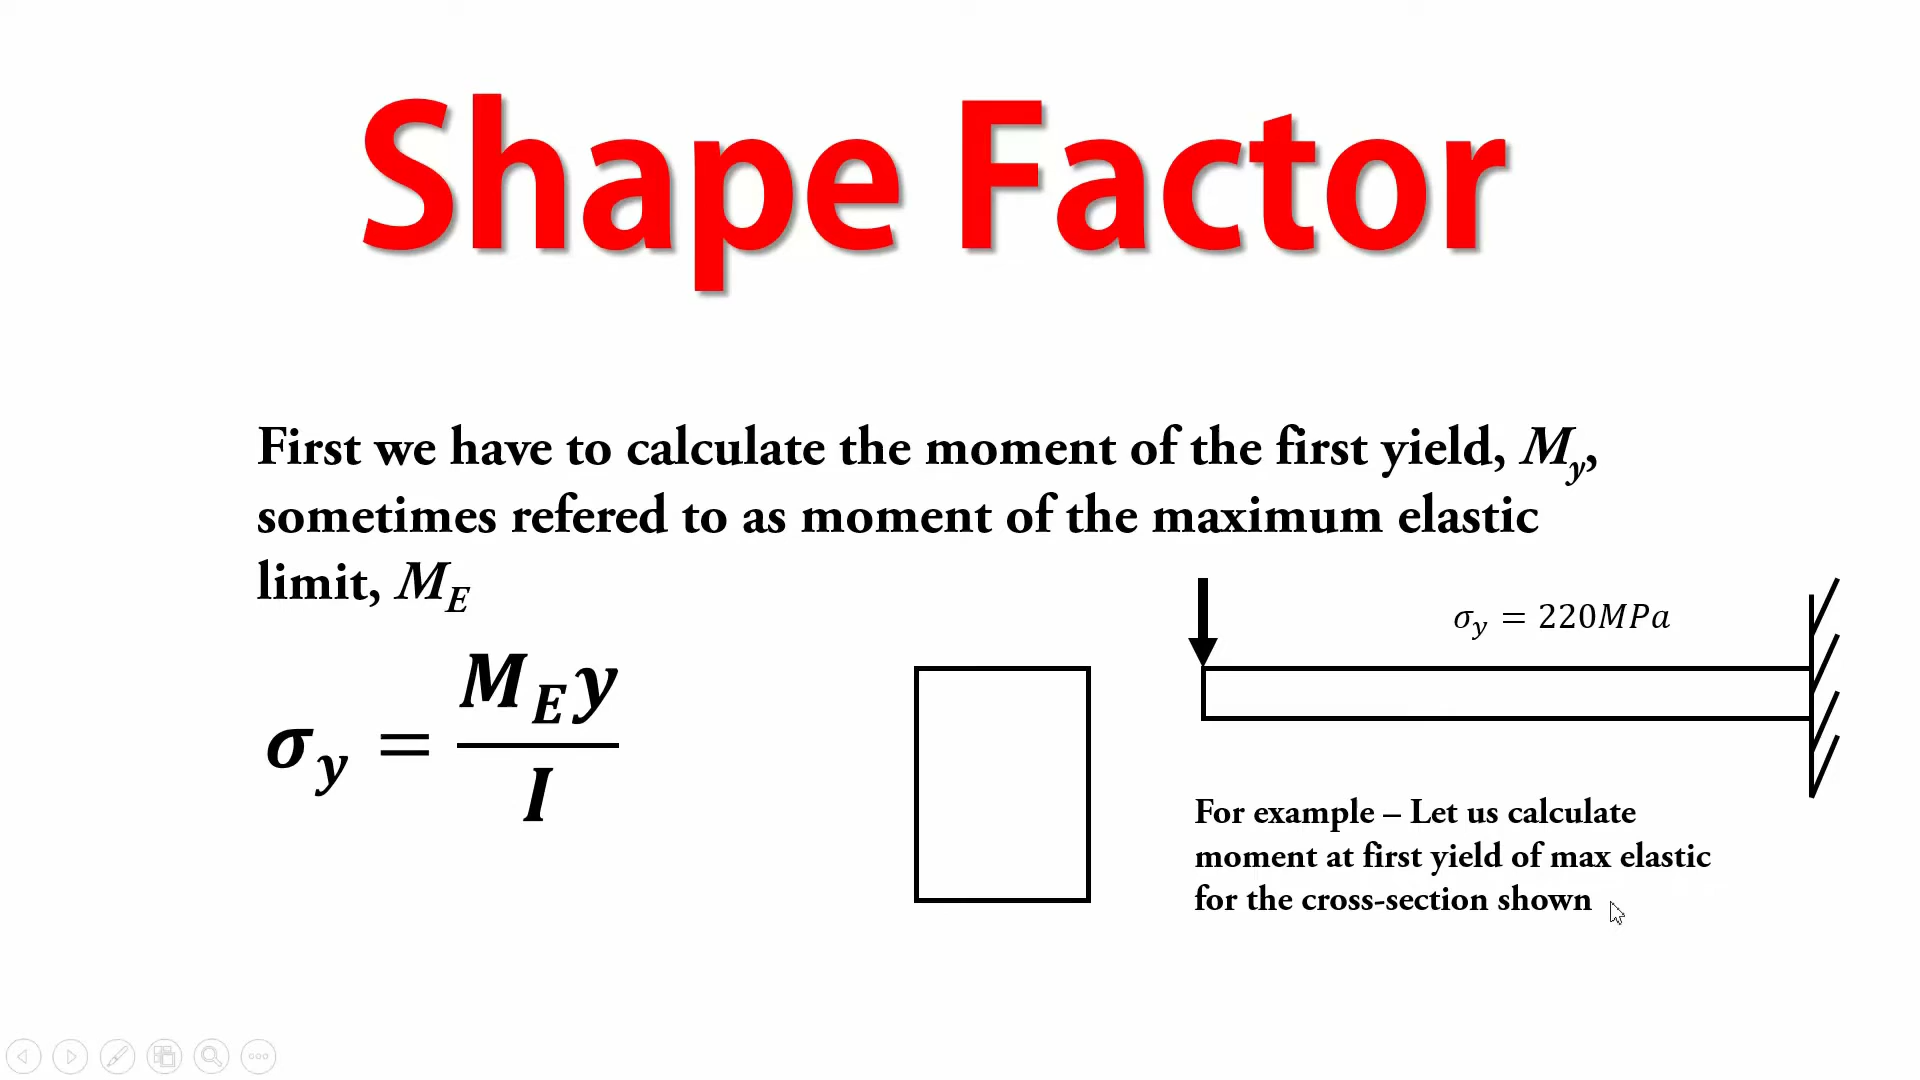 Shape Factor
First we have to calculate the moment of the first yield, M_y,
sometimes refered to as moment of the maximum elastic
limit, M_E
σ_y = M_E y / I
σ_y = 220MPa
For example – Let us calculate
moment at first yield of max elastic
for the cross-section shown